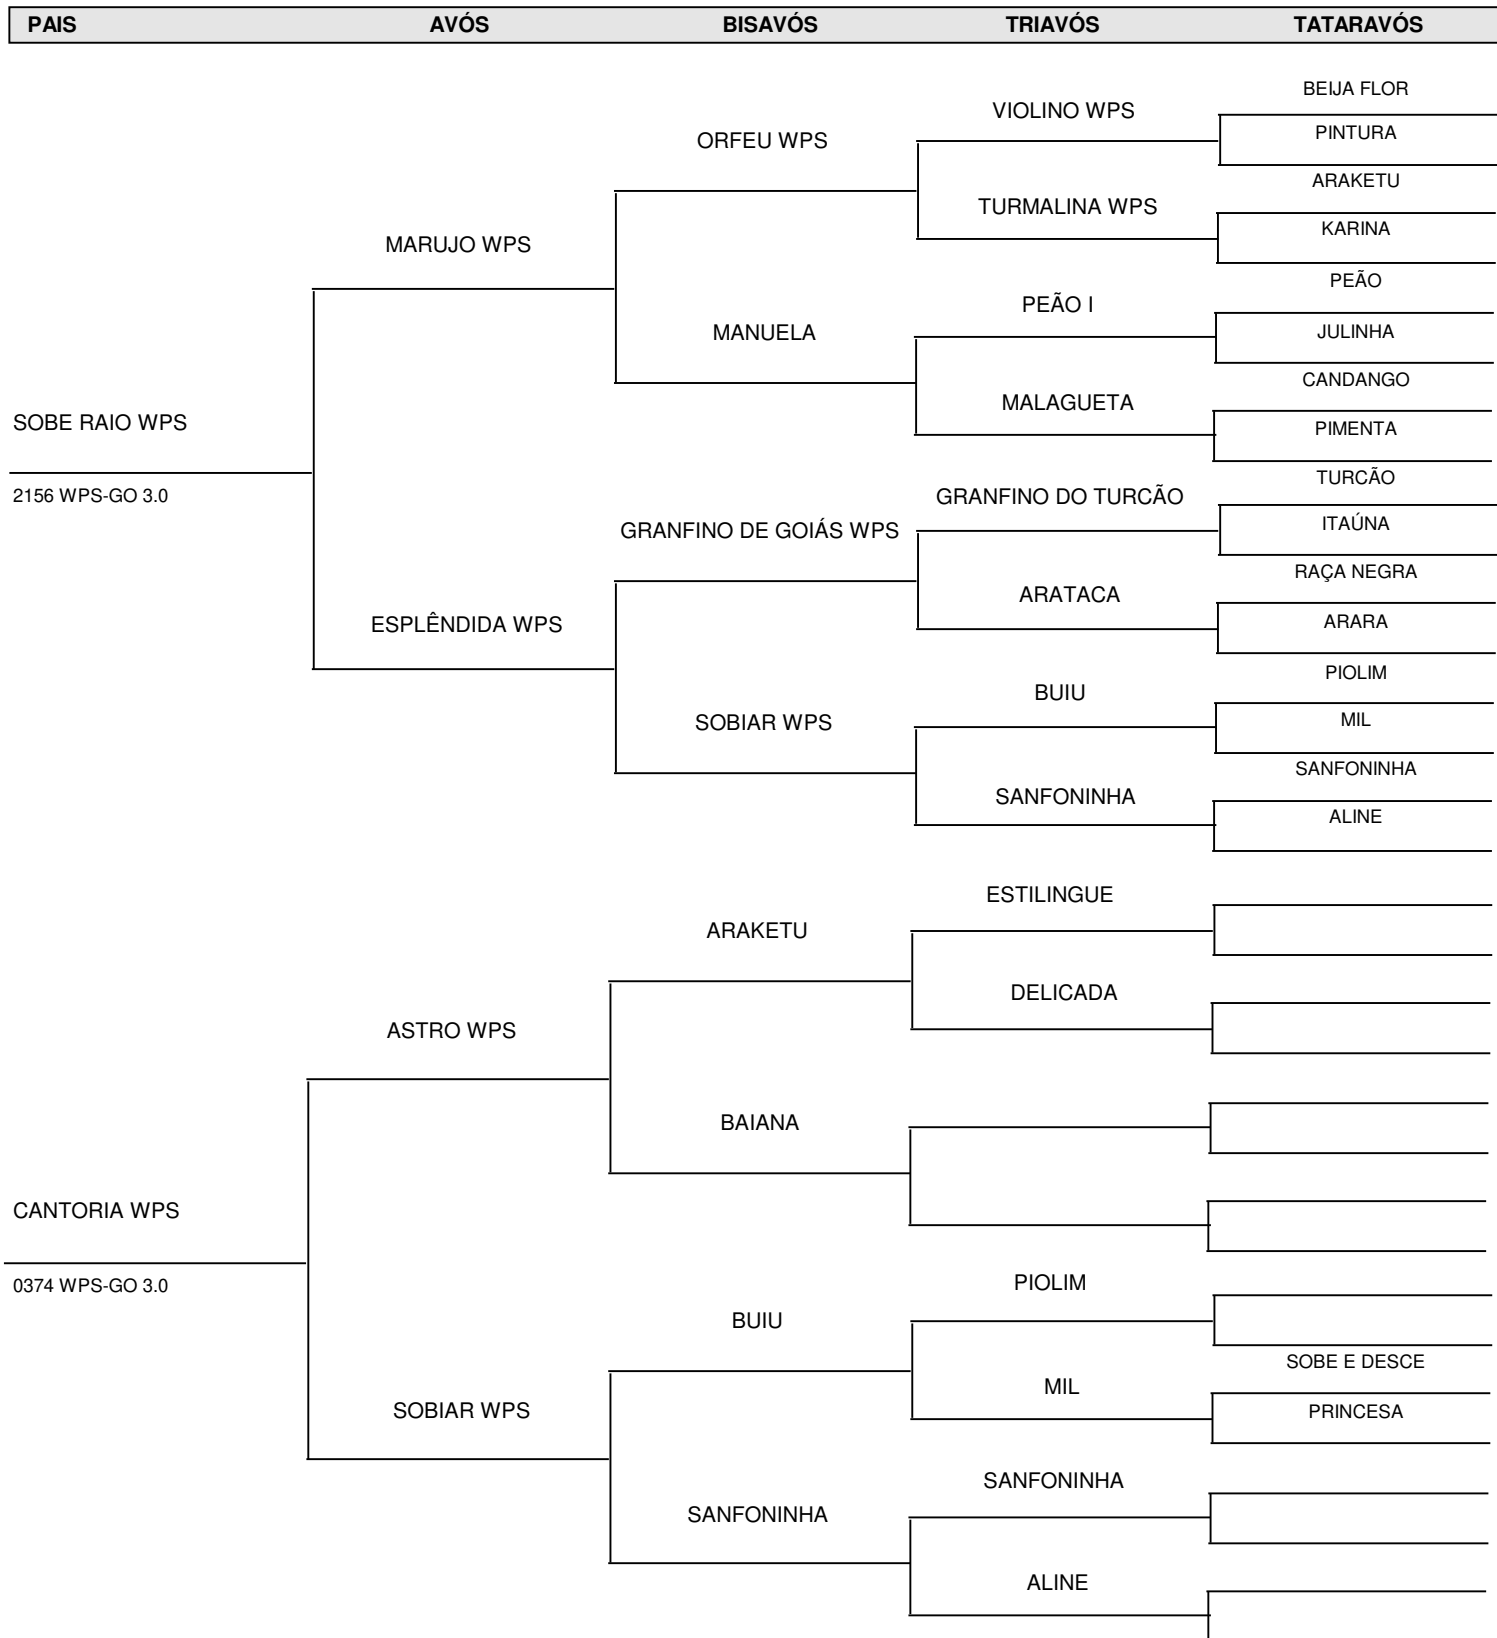 PAIS AVÓS BISAVÓS TRIAVÓS TATARAVÓS
BEIJA FLOR
VIOLINO WPS
PINTURA
ORFEU WPS
ARAKETU
TURMALINA WPS
KARINA
MARUJO WPS
PEÃO
PEÃO I
JULINHA
MANUELA
CANDANGO
MALAGUETA
PIMENTA
SOBE RAIO WPS
2156 WPS-GO 3.0
TURCÃO
GRANFINO DO TURCÃO
ITAÚNA
GRANFINO DE GOIÁS WPS
RAÇA NEGRA
ARATACA
ARARA
ESPLÊNDIDA WPS
PIOLIM
BUIU
MIL
SOBIAR WPS
SANFONINHA
SANFONINHA
ALINE
ESTILINGUE
ARAKETU
DELICADA
ASTRO WPS
BAIANA
CANTORIA WPS
0374 WPS-GO 3.0
PIOLIM
BUIU
SOBE E DESCE
MIL
PRINCESA
SOBIAR WPS
SANFONINHA
SANFONINHA
ALINE